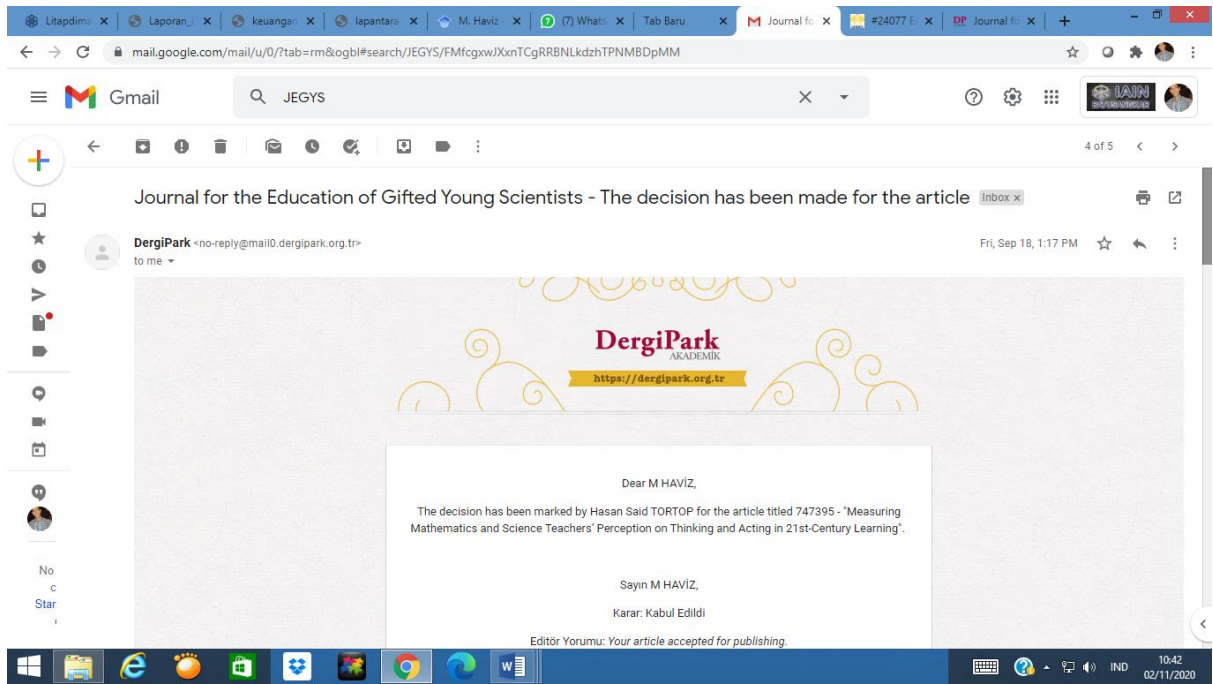 Litapdima
Laporan_L
keuangan
lapantara
M. Haviz
(7) Whats
Tab Baru
Journal fo
#24077 E
Journal fo
mail.google.com/mail/u/0/?tab=rm&ogbl#search/JEGYS/FMfcgxwJXxnTCgRRBNLkdzhTPNMBDpMM
Gmail
JEGYS
IAIN
BATUSANGKAR
4 of 5
Journal for the Education of Gifted Young Scientists - The decision has been made for the article
Inbox x
DergiPark <no-reply@mail0.dergipark.org.tr>
Fri, Sep 18, 1:17 PM
to me
DergiPark
AKADEMİK
https://dergipark.org.tr
Dear M HAVİZ,
The decision has been marked by Hasan Said TORTOP for the article titled 747395 - "Measuring
Mathematics and Science Teachers' Perception on Thinking and Acting in 21st-Century Learning".
Sayın M HAVİZ,
Karar: Kabul Edildi
Editör Yorumu: Your article accepted for publishing.
No
c
Star
IND
10:42
02/11/2020